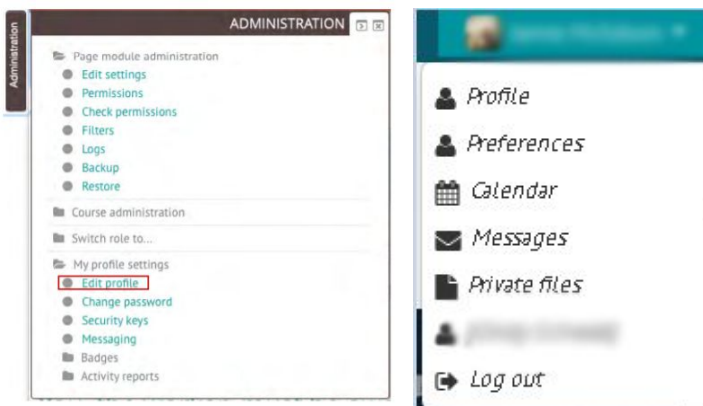 Administration
ADMINISTRATION
Page module administration
Edit settings
Permissions
Check permissions
Filters
Logs
Backup
Restore
Course administration
Switch role to...
My profile settings
Edit profile
Change password
Security keys
Messaging
Badges
Activity reports
Profile
Preferences
Calendar
Messages
Private files
Log out